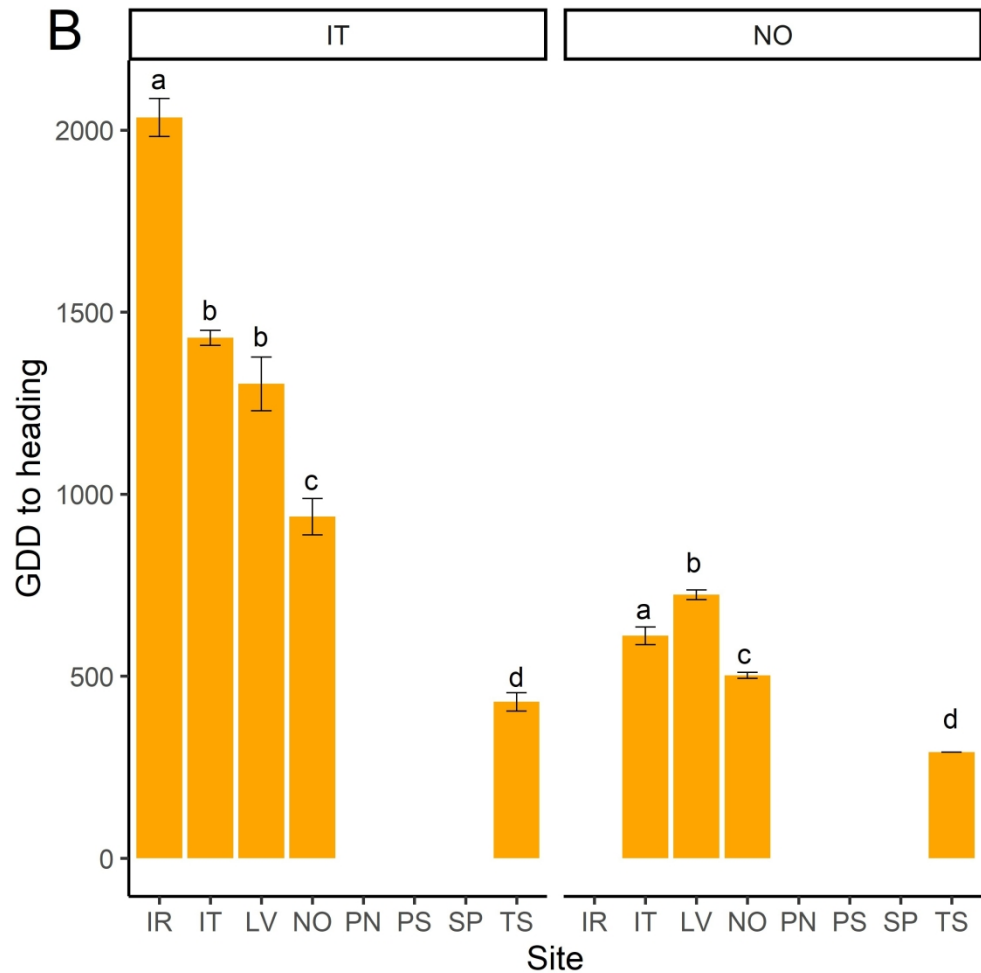 B
IT
NO
GDD to heading
2000
1500
1000
500
0
a
b
b
c
d
a
b
c
d
IR IT LV NO PN PS SP TS
IR IT LV NO PN PS SP TS
Site